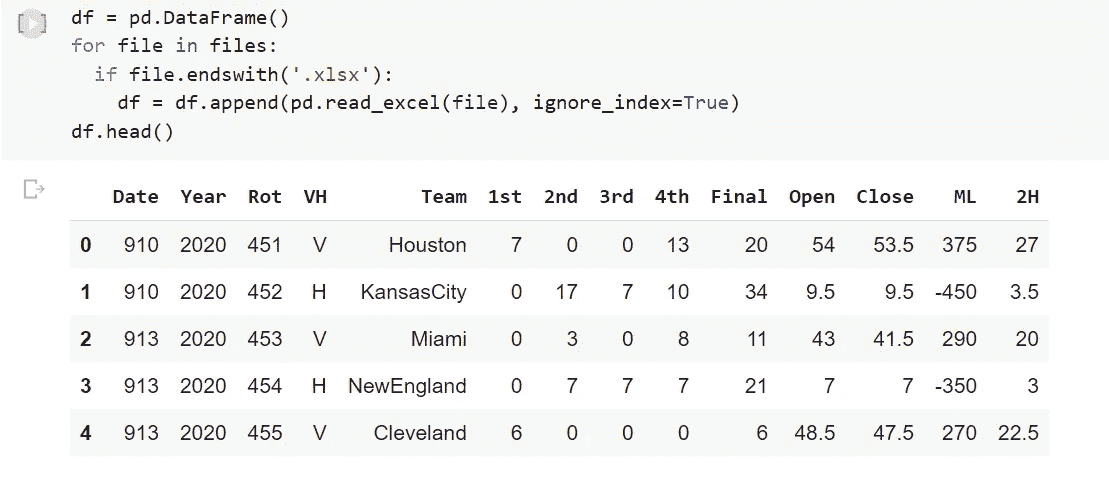 df = pd.DataFrame()
for file in files:
  if file.endswith('.xlsx'):
    df = df.append(pd.read_excel(file), ignore_index=True)
df.head()
Date Year Rot VH Team 1st 2nd 3rd 4th Final Open Close ML 2H
0 910 2020 451 V Houston 7 0 0 13 20 54 53.5 375 27
1 910 2020 452 H KansasCity 0 17 7 10 34 9.5 9.5 -450 3.5
2 913 2020 453 V Miami 0 3 0 8 11 43 41.5 290 20
3 913 2020 454 H NewEngland 0 7 7 7 21 7 7 -350 3
4 913 2020 455 V Cleveland 6 0 0 0 6 48.5 47.5 270 22.5